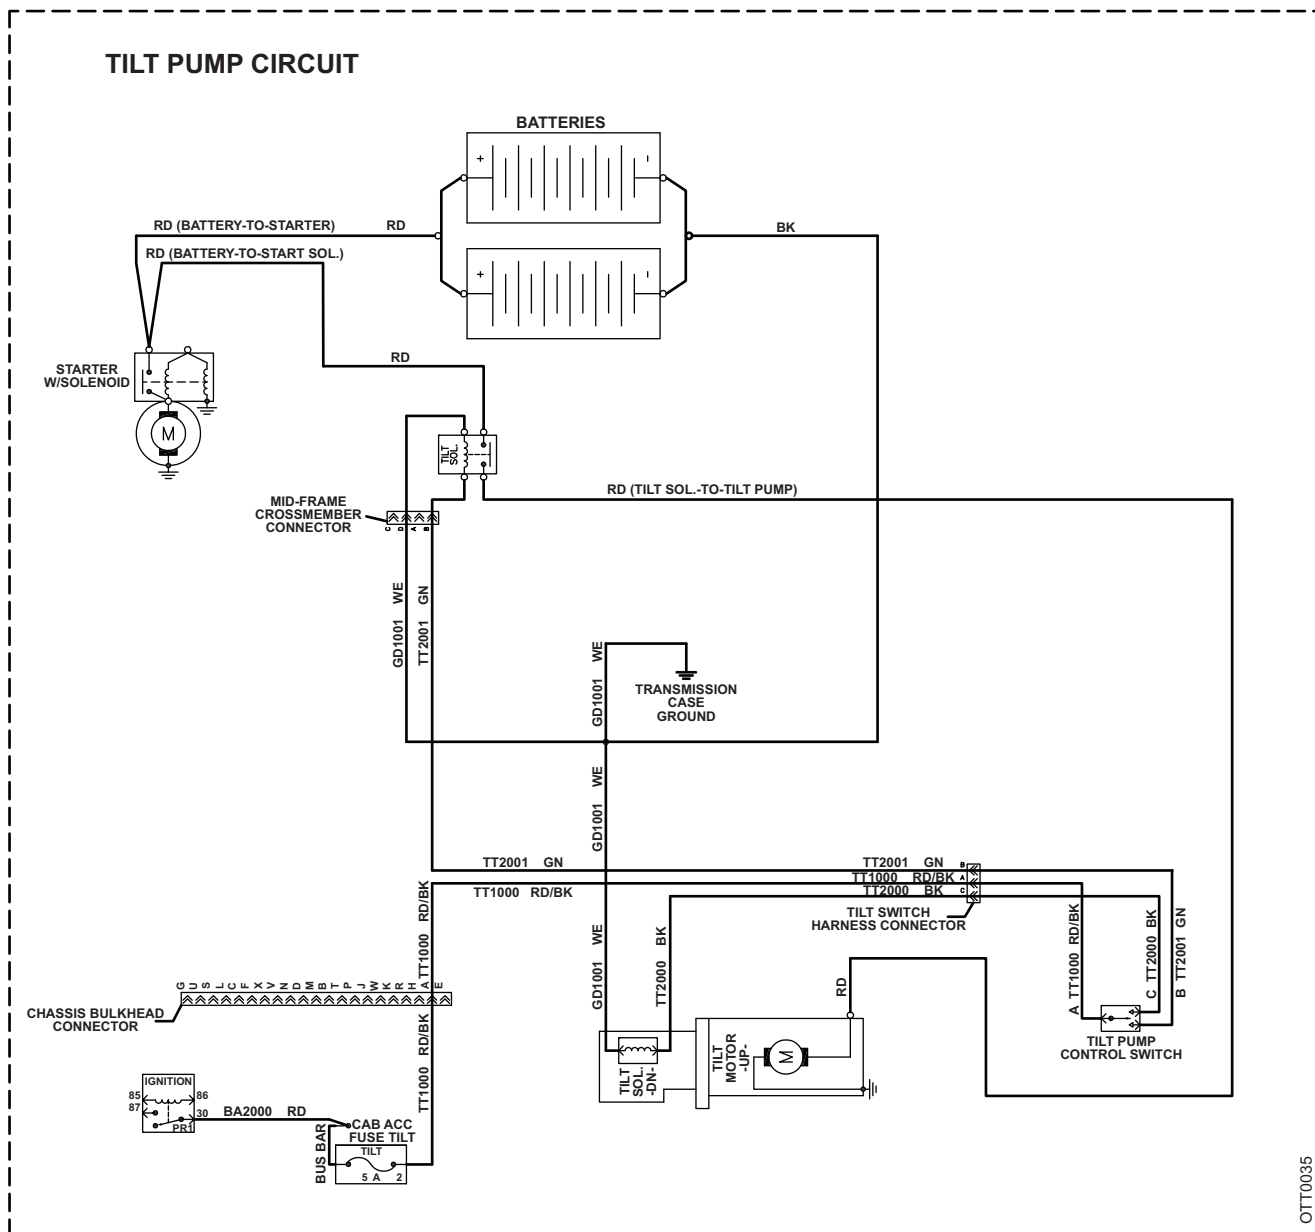 TILT PUMP CIRCUIT
BATTERIES
+ -
RD (BATTERY-TO-STARTER) RD
BK
RD (BATTERY-TO-START SOL.)
+ -
RD
STARTER
W/SOLENOID
M
TILT
SOL.
RD (TILT SOL.-TO-TILT PUMP)
MID-FRAME
CROSSMEMBER
CONNECTOR
C D A B
GD1001 WE
TT2001 GN
GD1001 WE
TRANSMISSION
CASE
GROUND
GD1001 WE
TT2001 GN
TT2001 GN B
TT1000 RD/BK A
TT1000 RD/BK
TT2000 BK C
TILT SWITCH
HARNESS CONNECTOR
TT1000 RD/BK
GD1001 WE
TT2000 BK
RD
A TT1000 RD/BK
C TT2000 BK
B TT2001 GN
G U S L C F X V N D M B T P J W K R H A E
CHASSIS BULKHEAD
CONNECTOR
TT1000 RD/BK
TILT
SOL.
-DN-
TILT
MOTOR
-UP-
M
TILT PUMP
CONTROL SWITCH
IGNITION
85 86
87 30
PR1
BA2000 RD
CAB ACC
FUSE TILT
BUS BAR
TILT
5 A 2
OTT0035